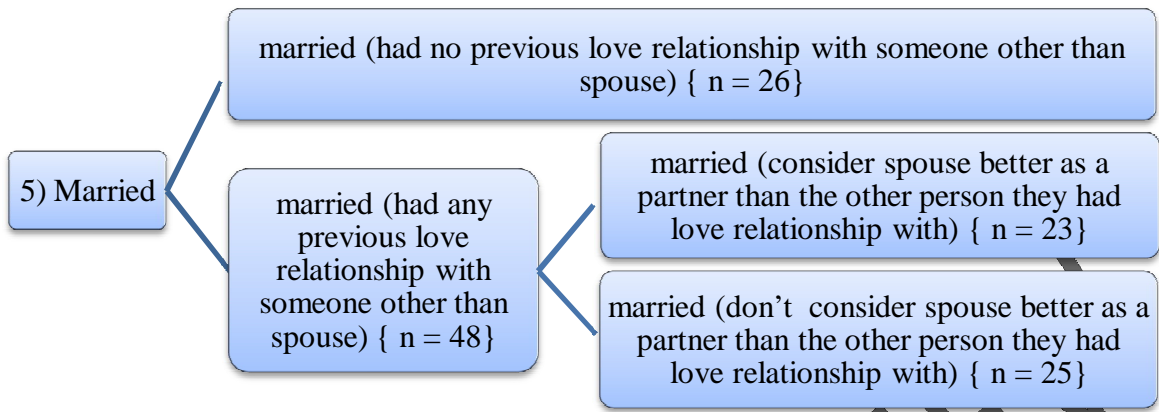 married (had no previous love relationship with someone other than
spouse) { n = 26}
5) Married
married (had any
previous love
relationship with
someone other than
spouse) { n = 48}
married (consider spouse better as a
partner than the other person they had
love relationship with) { n = 23}
married (don’t consider spouse better as a
partner than the other person they had
love relationship with) { n = 25}